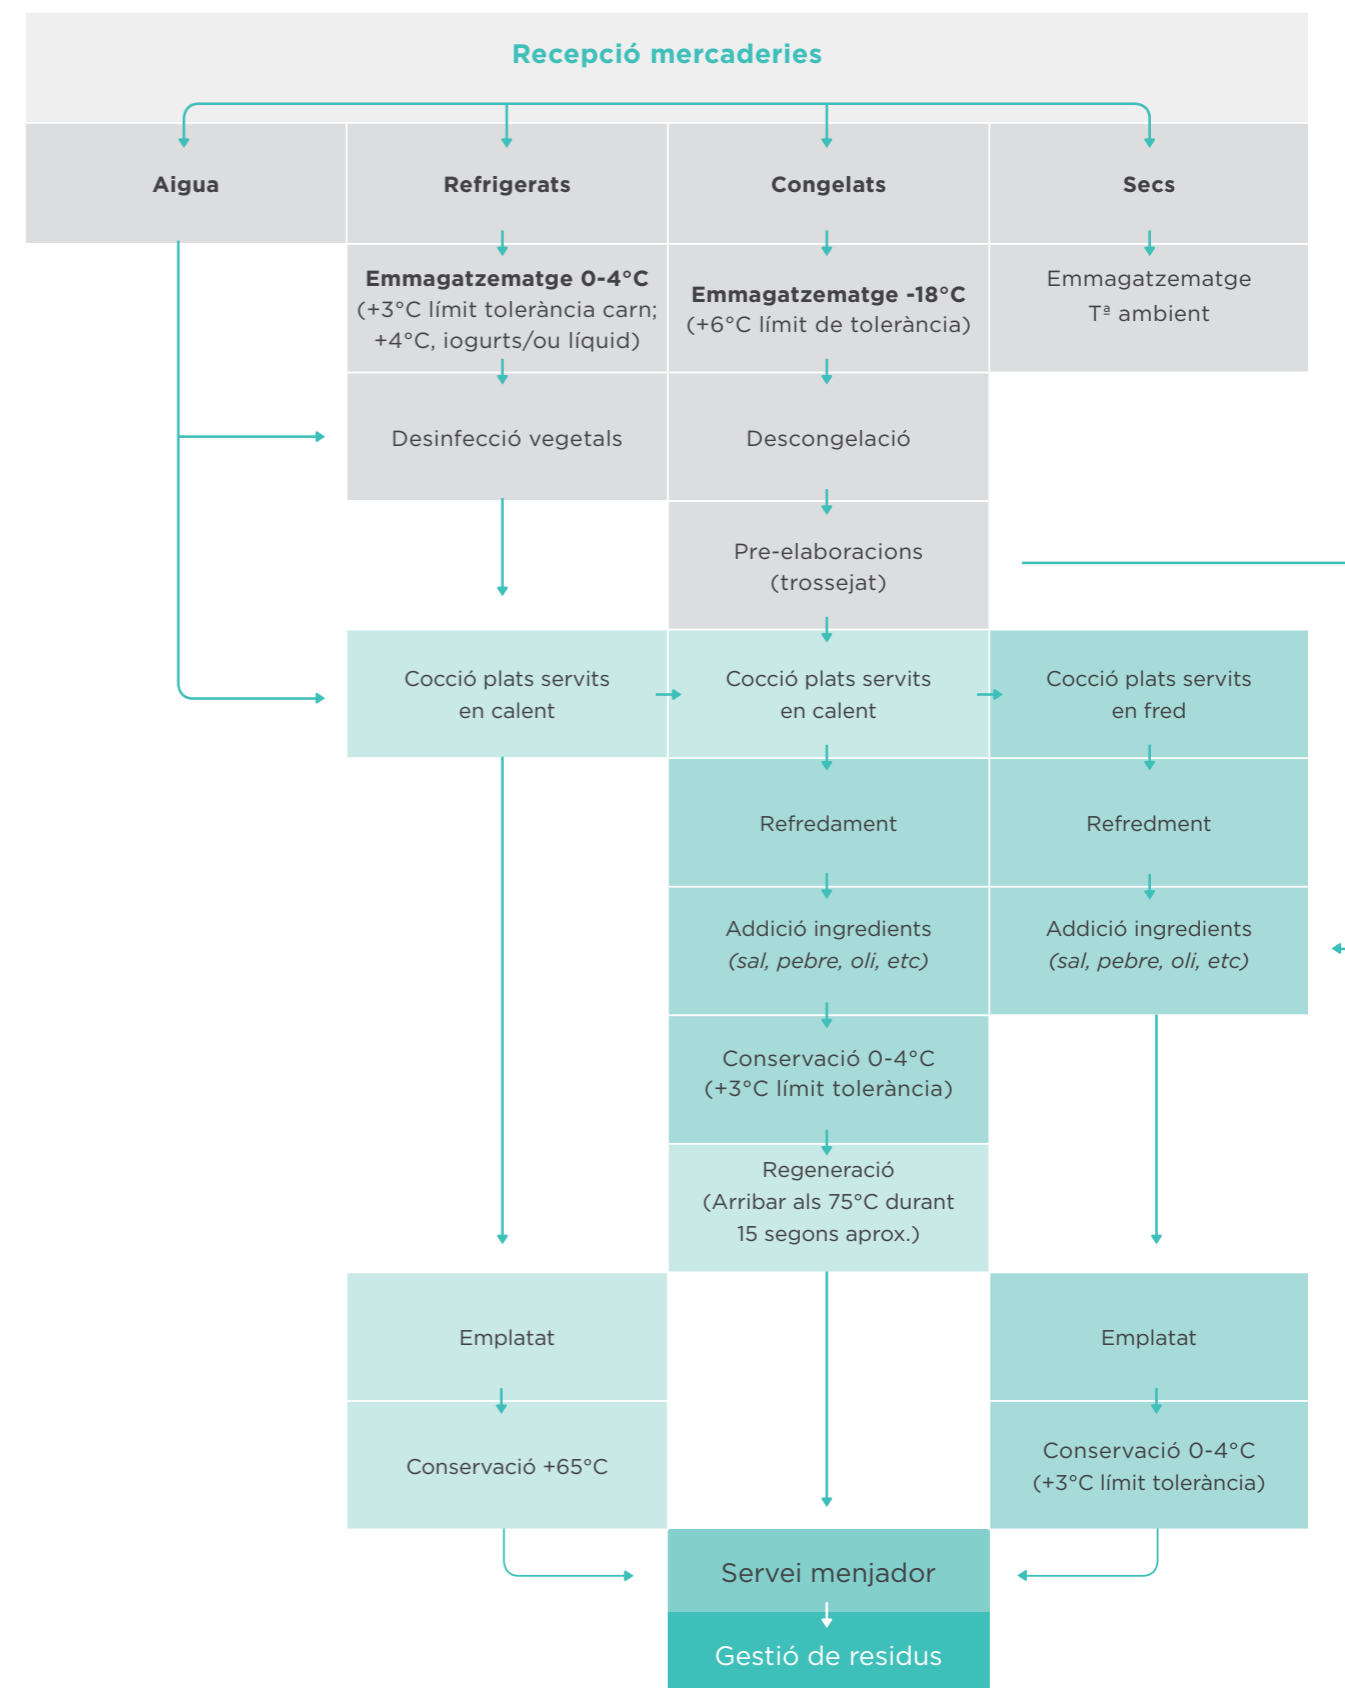 Recepció mercaderies
Aigua
Refrigerats
Congelats
Secs
Emmagatzematge 0-4°C
(+3°C límit tolerància carn;
+4°C, iogurts/ou líquid)
Emmagatzematge -18°C
(+6°C límit de tolerància)
Emmagatzematge
Tª ambient
Desinfecció vegetals
Descongelació
Pre-elaboracions
(trossejat)
Cocció plats servits
en calent
Cocció plats servits
en calent
Cocció plats servits
en fred
Refredament
Refredment
Addició ingredients
(sal, pebre, oli, etc)
Addició ingredients
(sal, pebre, oli, etc)
Conservació 0-4°C
(+3°C límit tolerància)
Regeneració
(Arribar als 75°C durant
15 segons aprox.)
Emplatat
Emplatat
Conservació +65°C
Conservació 0-4°C
(+3°C límit tolerància)
Servei menjador
Gestió de residus